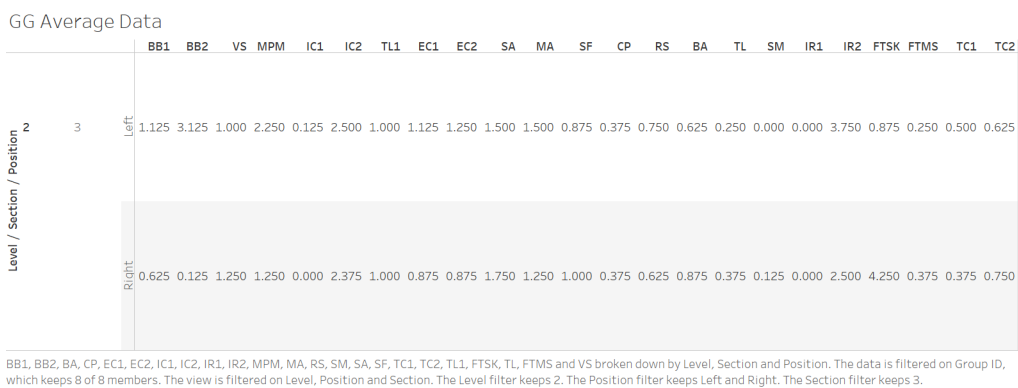 GG Average Data
BB1 BB2 VS MPM IC1 IC2 TL1 EC1 EC2 SA MA SF CP RS BA TL SM IR1 IR2 FTSK FTMS TC1 TC2
Level / Section / Position
2 3 Left 1.125 3.125 1.000 2.250 0.125 2.500 1.000 1.125 1.250 1.500 1.500 0.875 0.375 0.750 0.625 0.250 0.000 0.000 3.750 0.875 0.250 0.500 0.625
Right 0.625 0.125 1.250 1.250 0.000 2.375 1.000 0.875 0.875 1.750 1.250 1.000 0.375 0.625 0.875 0.375 0.125 0.000 2.500 4.250 0.375 0.375 0.750
BB1, BB2, BA, CP, EC1, EC2, IC1, IC2, IR1, IR2, MPM, MA, RS, SM, SA, SF, TC1, TC2, TL1, FTSK, TL, FTMS and VS broken down by Level, Section and Position. The data is filtered on Group ID,
which keeps 8 of 8 members. The view is filtered on Level, Position and Section. The Level filter keeps 2. The Position filter keeps Left and Right. The Section filter keeps 3.